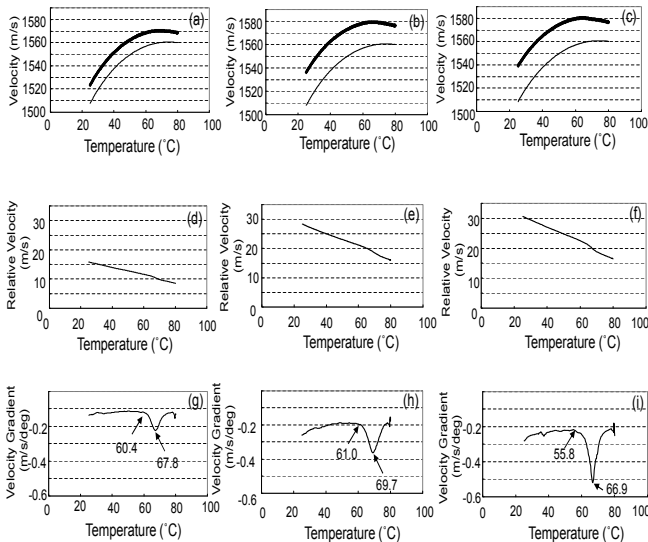 (a)
Velocity (m/s)
1580
1560
1540
1520
1500
0 20 40 60 80 100
Temperature (˚C)
(b)
Velocity (m/s)
1580
1560
1540
1520
1500
0 20 40 60 80 100
Temperature (˚C)
(c)
Velocity (m/s)
1580
1560
1540
1520
1500
0 20 40 60 80 100
Temperature (˚C)
(d)
Relative Velocity
(m/s)
30
20
10
0
0 20 40 60 80 100
Temperature (˚C)
(e)
Relative Velocity
(m/s)
30
20
10
0
0 20 40 60 80 100
Temperature (˚C)
(f)
Relative Velocity
(m/s)
30
20
10
0
0 20 40 60 80 100
Temperature (˚C)
(g)
Velocity Gradient
(m/s/deg)
-0.2
-0.4
-0.6
60.4
67.8
0 20 40 60 80 100
Temperature (˚C)
(h)
Velocity Gradient
(m/s/deg)
-0.2
-0.4
-0.6
61.0
69.7
0 20 40 60 80 100
Temperature (˚C)
(i)
Velocity Gradient
(m/s/deg)
-0.2
-0.4
-0.6
55.8
66.9
0 20 40 60 80 100
Temperature (˚C)